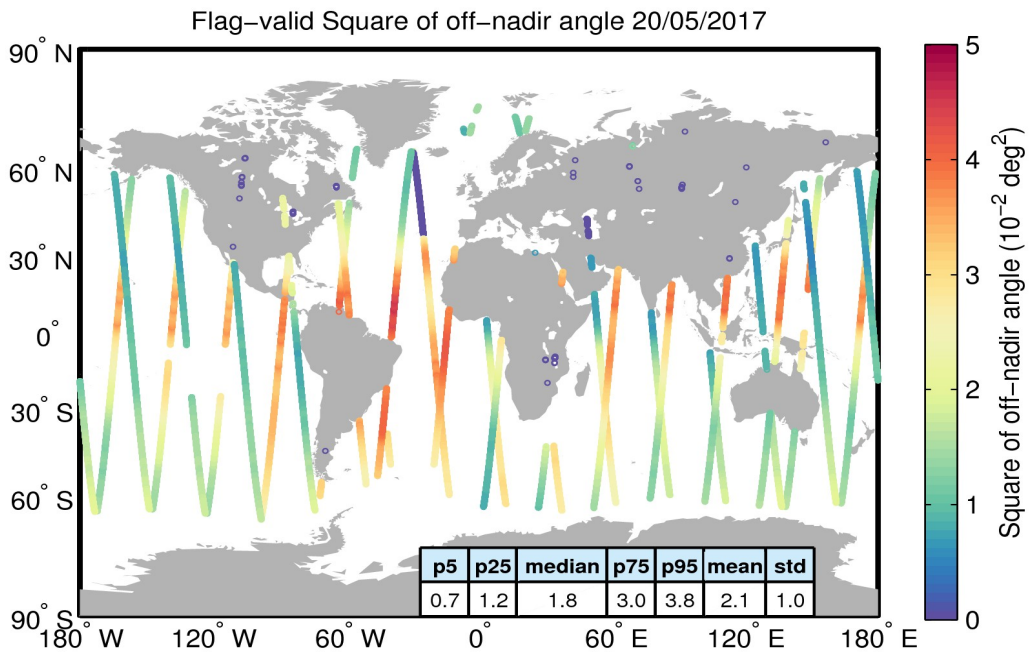 Flag-valid Square of off-nadir angle 20/05/2017
90° N
60° N
30° N
0°
30° S
60° S
90° S
180° W
120° W
60° W
0°
60° E
120° E
180° E
p5 p25 median p75 p95 mean std
0.7 1.2 1.8 3.0 3.8 2.1 1.0
5
4
3
2
1
0
Square of off-nadir angle (10⁻² deg²)